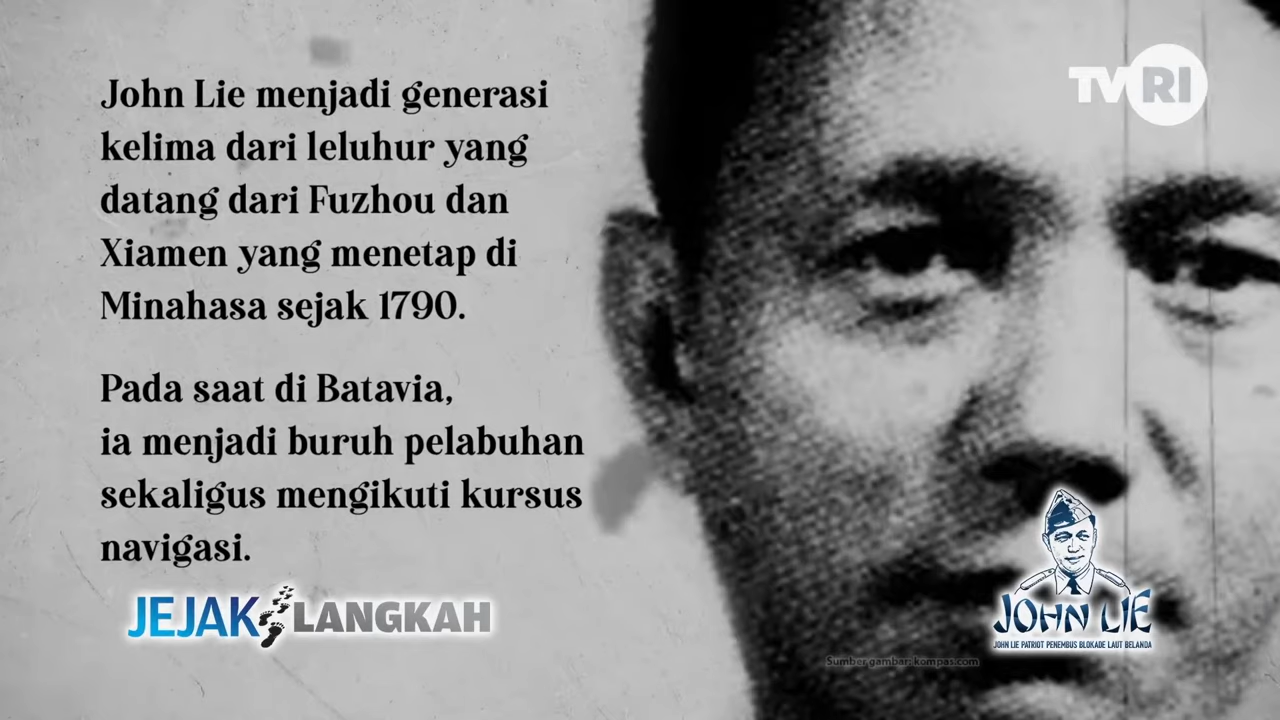 John Lie menjadi generasi
kelima dari leluhur yang
datang dari Fuzhou dan
Xiamen yang menetap di
Minahasa sejak 1790.
Pada saat di Batavia,
ia menjadi buruh pelabuhan
sekaligus mengikuti kursus
navigasi.
TVRI
JEJAK LANGKAH
JOHN LIE
JOHN LIE PATRIOT PENEMBUS BLOKADE LAUT BELANDA
Sumber gambar: kompas.com